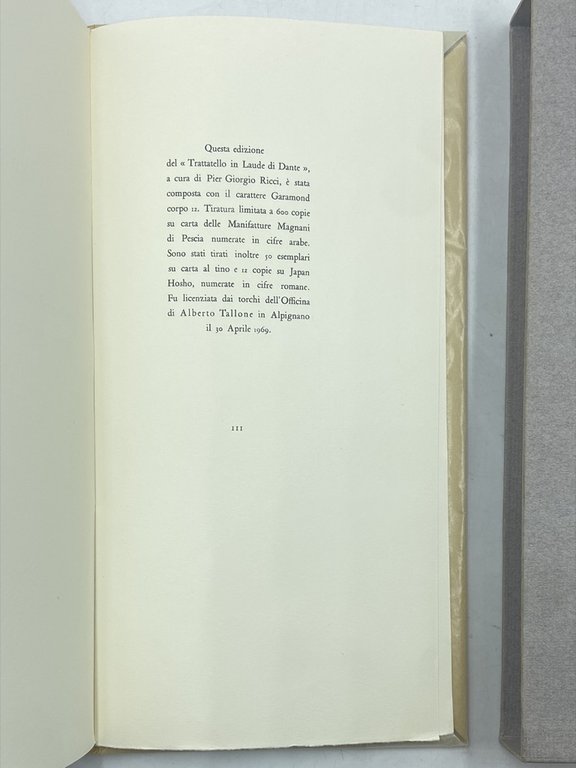 Questa edizione
del « Trattatello in Laude di Dante »,
a cura di Pier Giorgio Ricci, è stata
composta con il carattere Garamond
corpo 12. Tiratura limitata a 600 copie
su carta delle Manifatture Magnani
di Pescia numerate in cifre arabe.
Sono stati tirati inoltre 50 esemplari
su carta al tino e 12 copie su Japan
Hosho, numerate in cifre romane.
Fu licenziata dai torchi dell'Officina
di Alberto Tallone in Alpignano
il 30 Aprile 1969.
111